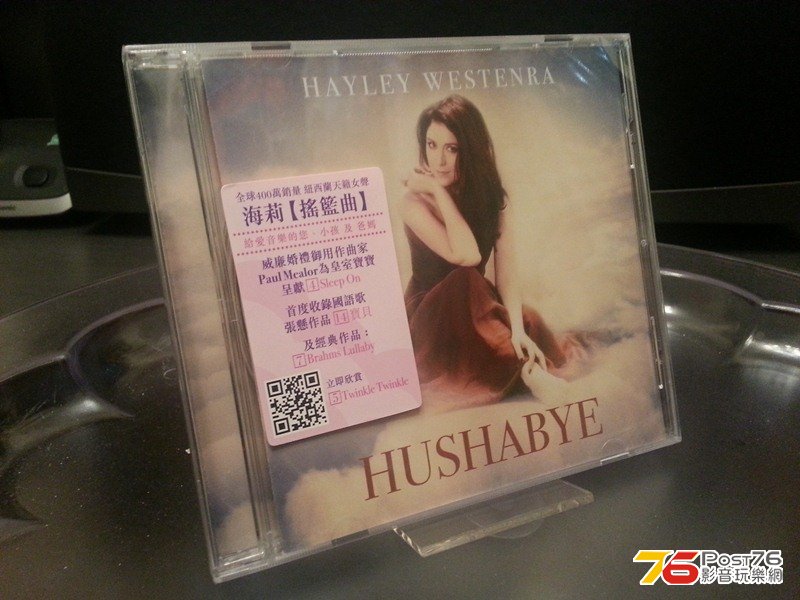 HAYLEY WESTENRA
全球400萬銷量 紐西蘭天籟女聲
海莉【搖籃曲】
給愛音樂的您、小孩 及 爸媽
威廉婚禮御用作曲家
Paul Mealor為皇室寶寶
呈獻 4 Sleep On
首度收錄國語歌
張懸作品 14 寶貝
及經典作品：
7 Brahms Lullaby
立即欣賞
5 Twinkle Twinkle
HUSHABYE
76 Post76
影音玩樂網